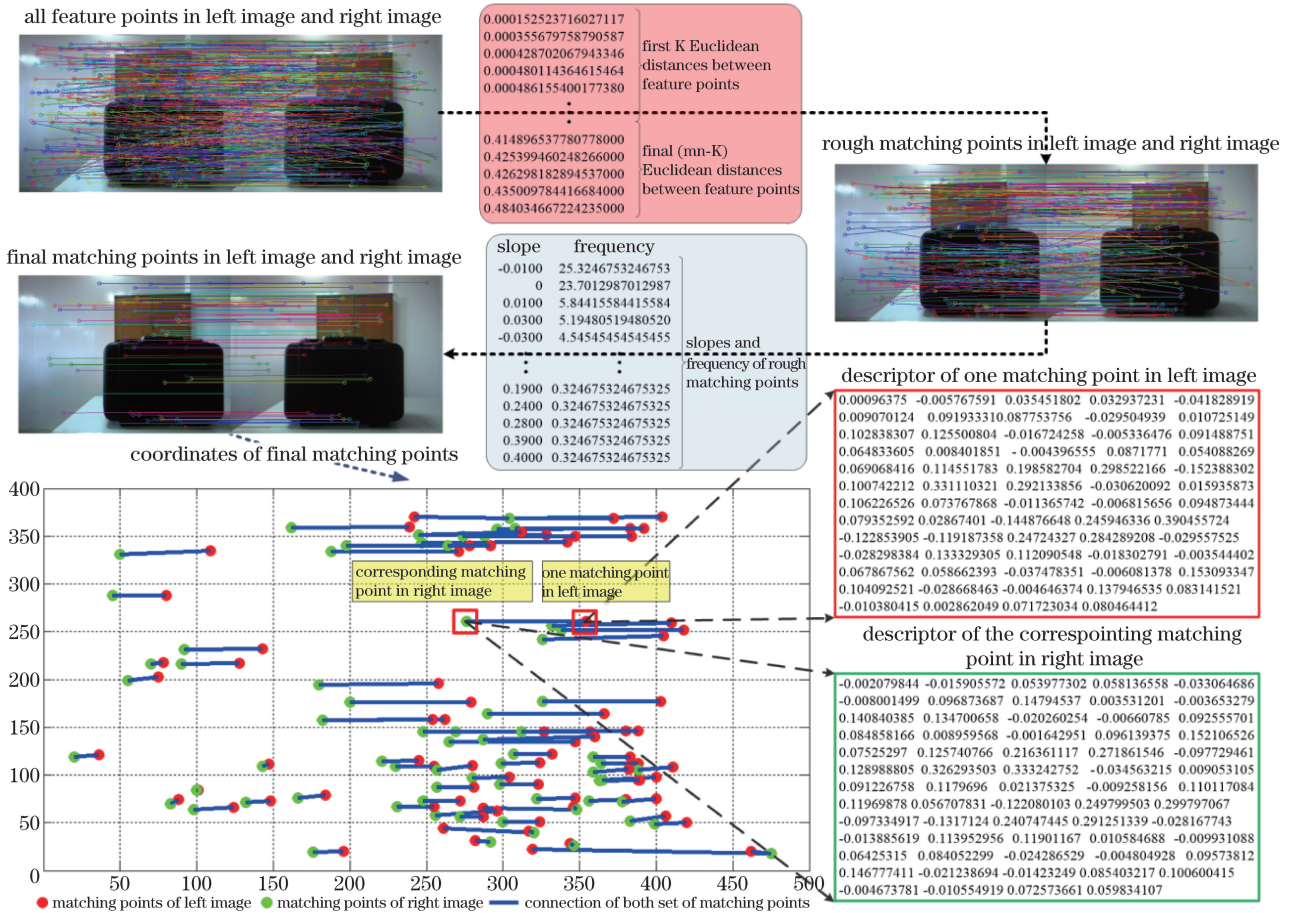 all feature points in left image and right image
0.000152523716027117
0.000355679758790587
0.000428702067943346
0.000480114364615464
0.000486155400177380
first K Euclidean
distances between
feature points
0.414896537780778000
0.425399460248266000
0.426298182894537000
0.435009784416684000
0.484034667224235000
final (mn-K)
Euclidean distances
between feature points
rough matching points in left image and right image
final matching points in left image and right image
slope frequency
-0.0100 25.3246753246753
0 23.7012987012987
0.0100 5.84415584415584
0.0300 5.19480519480520
-0.0300 4.54545454545455
0.1900 0.324675324675325
0.2400 0.324675324675325
0.2800 0.324675324675325
0.3900 0.324675324675325
0.4000 0.324675324675325
slopes and
frequency of rough
matching points
descriptor of one matching point in left image
0.00096375 -0.005767591 0.035451802 0.032937231 -0.041828919
0.009070124 0.091933310.087753756 -0.029504939 0.010725149
0.102838307 0.125500804 -0.016724258 -0.005336476 0.091488751
0.064833605 0.008401851 - 0.004396555 0.0871771 0.054088269
0.069068416 0.114551783 0.198582704 0.298522166 -0.152388302
0.100742212 0.331110321 0.292133856 -0.030620092 0.015935873
0.106226526 0.073767868 -0.011365742 -0.006815656 0.094873444
0.079352592 0.02867401 -0.144876648 0.245946336 0.390455724
-0.122853905 -0.119187358 0.24724327 0.284289208 -0.029557525
-0.028298384 0.133329305 0.112090548 -0.018302791 -0.003544402
0.067867562 0.058662393 -0.037478351 -0.006081378 0.153093347
0.104092521 -0.028668463 -0.004646374 0.137946535 0.083141521
-0.010380415 0.002862049 0.071723034 0.080464412
coordinates of final matching points
400
350
300
250
200
150
100
50
0
0
50
100
150
200
250
300
350
400
450
500
corresponding matching
point in right image
one matching point
in left image
descriptor of the correspointing matching
point in right image
-0.002079844 -0.015905572 0.053977302 0.058136558 -0.033064686
-0.008001499 0.096873687 0.14794537 0.003531201 -0.003653279
0.140840385 0.134700658 -0.020260254 -0.00660785 0.092555701
0.084858166 0.008959568 -0.001642951 0.096139375 0.152106526
0.07525297 0.125740766 0.216361117 0.271861546 -0.097729461
0.128988805 0.326293503 0.333242752 -0.034563215 0.009053105
0.091226758 0.1179696 0.021375325 -0.009258156 0.110117084
0.11969878 0.056707831 -0.122080103 0.249799503 0.299797067
-0.097334917 -0.1317124 0.240747445 0.291251339 -0.028167743
-0.013885619 0.113952956 0.11901167 0.010584688 -0.009931088
0.06425315 0.084052299 -0.024286529 -0.004804928 0.09573812
0.146777411 -0.021238694 -0.01423249 0.085403217 0.100600415
-0.004673781 -0.010554919 0.072573661 0.059834107
matching points of left image
matching points of right image
connection of both set of matching points